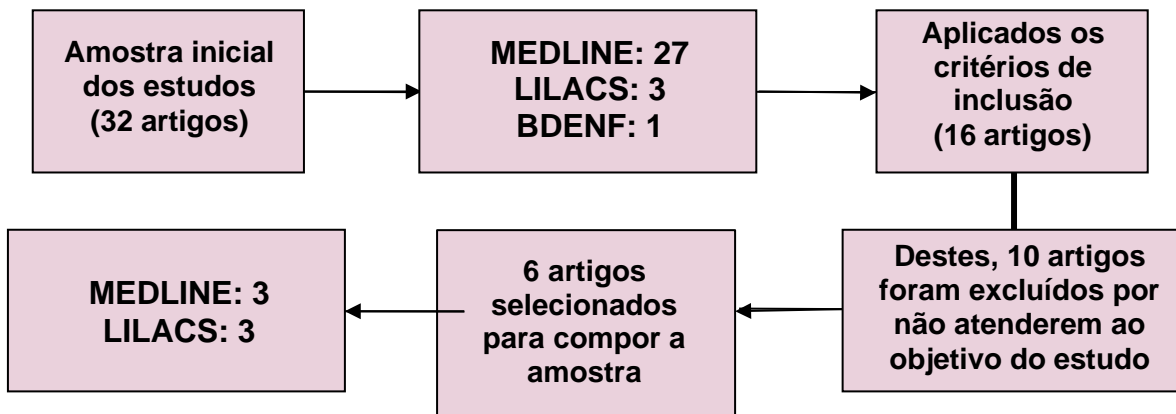 Amostra inicial
dos estudos
(32 artigos)
MEDLINE: 27
LILACS: 3
BDENF: 1
Aplicados os
critérios de
inclusão
(16 artigos)
Destes, 10 artigos
foram excluídos por
não atenderem ao
objetivo do estudo
6 artigos
selecionados
para compor a
amostra
MEDLINE: 3
LILACS: 3